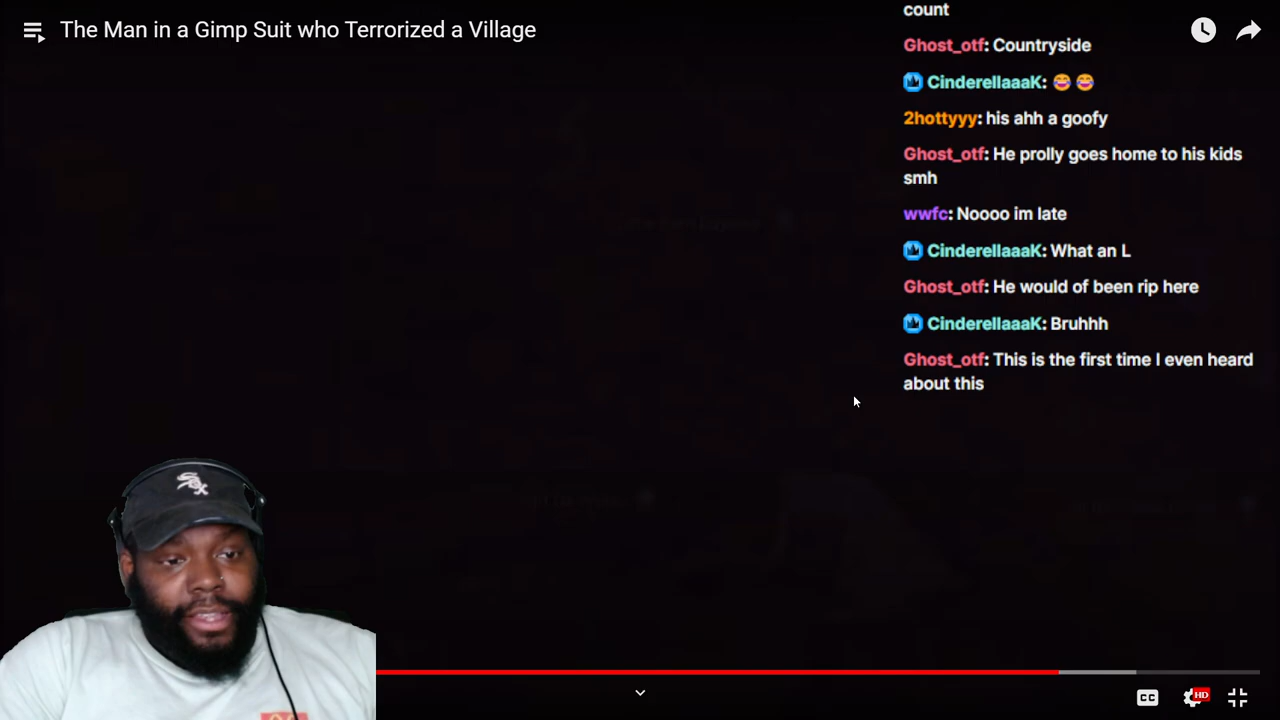 The Man in a Gimp Suit who Terrorized a Village
count
Ghost_otf: Countryside
CinderellaaaK: 😂 😂
2hottyyy: his ahh a goofy
Ghost_otf: He prolly goes home to his kids
smh
wwfc: Noooo im late
CinderellaaaK: What an L
Ghost_otf: He would of been rip here
CinderellaaaK: Bruhhh
Ghost_otf: This is the first time I even heard
about this
Sox
CC
HD